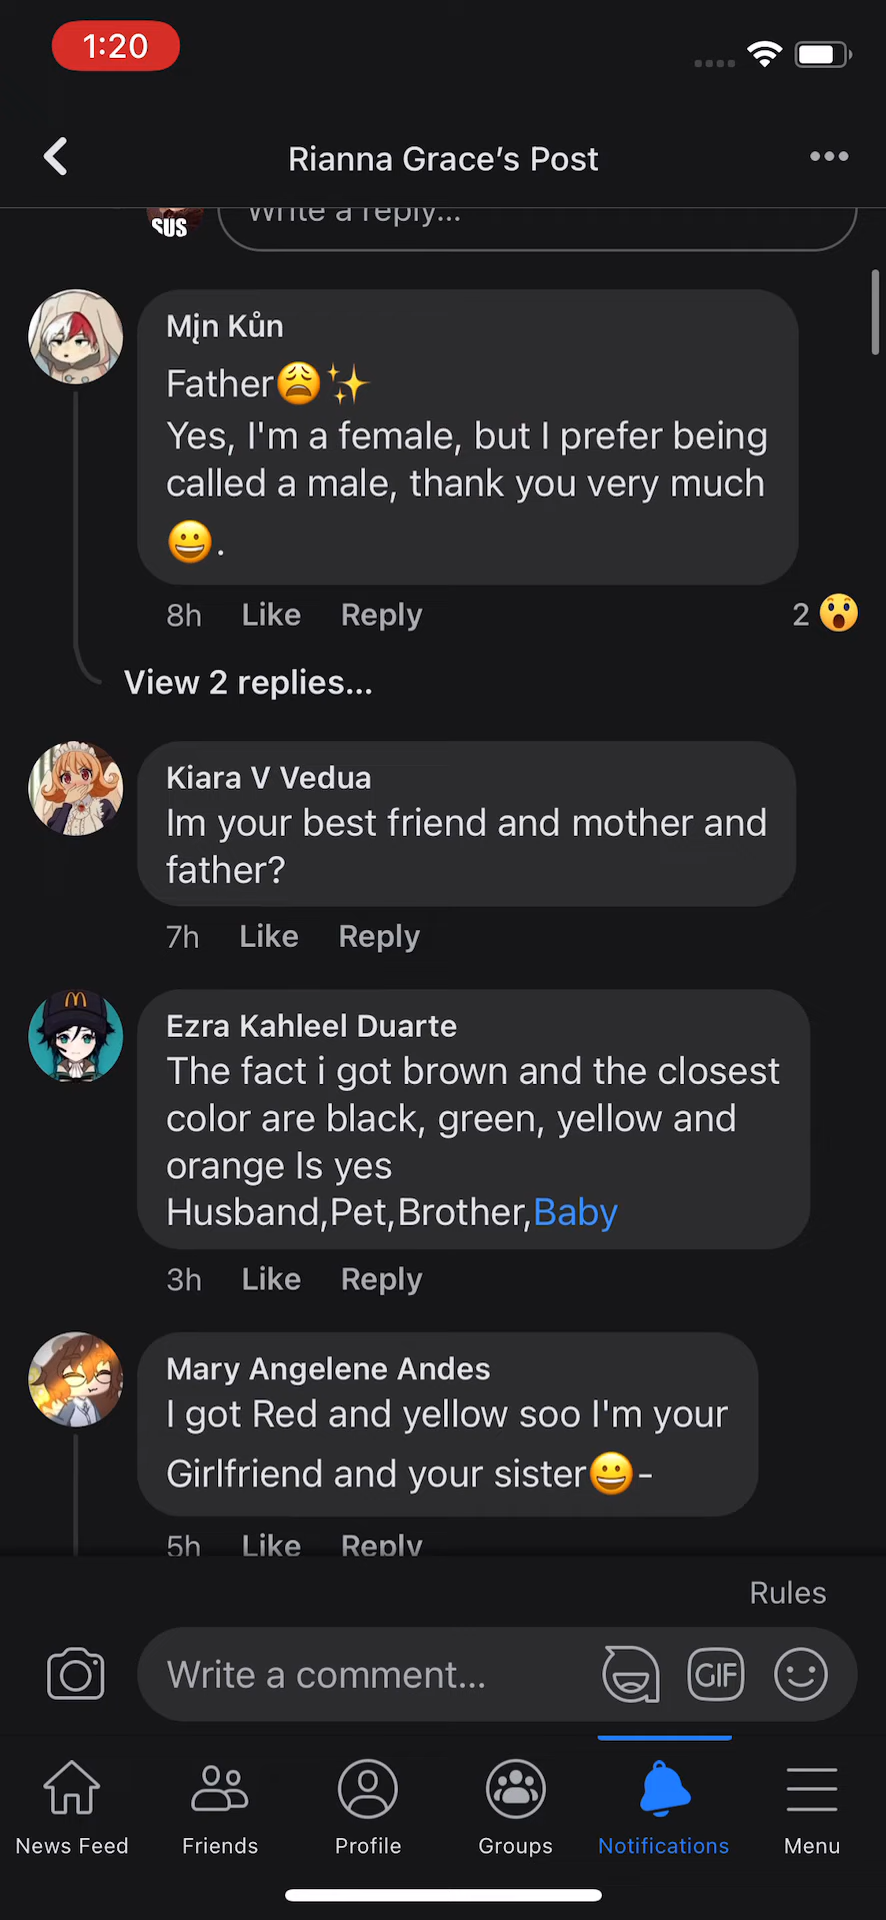 1:20
Rianna Grace’s Post
SUS
Write a reply...
Mįn Kůn
Father😩✨
Yes, I'm a female, but I prefer being
called a male, thank you very much
😀.
8h Like Reply 2 😮
View 2 replies...
Kiara V Vedua
Im your best friend and mother and
father?
7h Like Reply
Ezra Kahleel Duarte
The fact i got brown and the closest
color are black, green, yellow and
orange Is yes
Husband,Pet,Brother,Baby
3h Like Reply
Mary Angelene Andes
I got Red and yellow soo I'm your
Girlfriend and your sister😀-
5h Like Reply
Rules
Write a comment...
GIF
News Feed Friends Profile Groups Notifications Menu